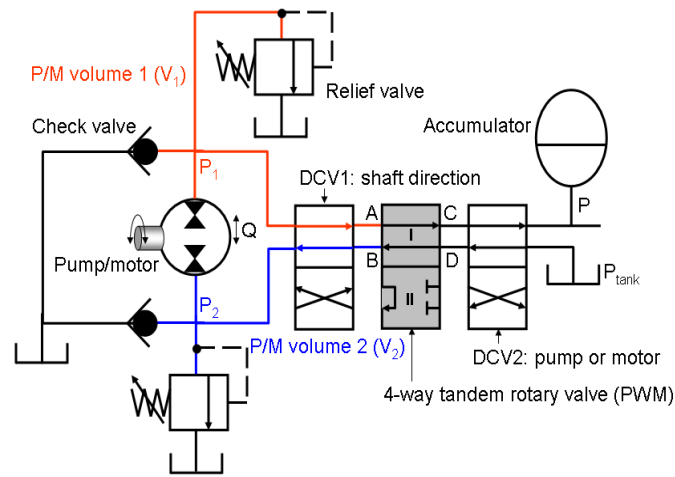 P/M volume 1 (V1)
Relief valve
Check valve
Accumulator
P1
DCV1: shaft direction
A
C
P
I
Q
B
D
Pump/motor
II
Ptank
P2
P/M volume 2 (V2)
DCV2: pump or motor
4-way tandem rotary valve (PWM)